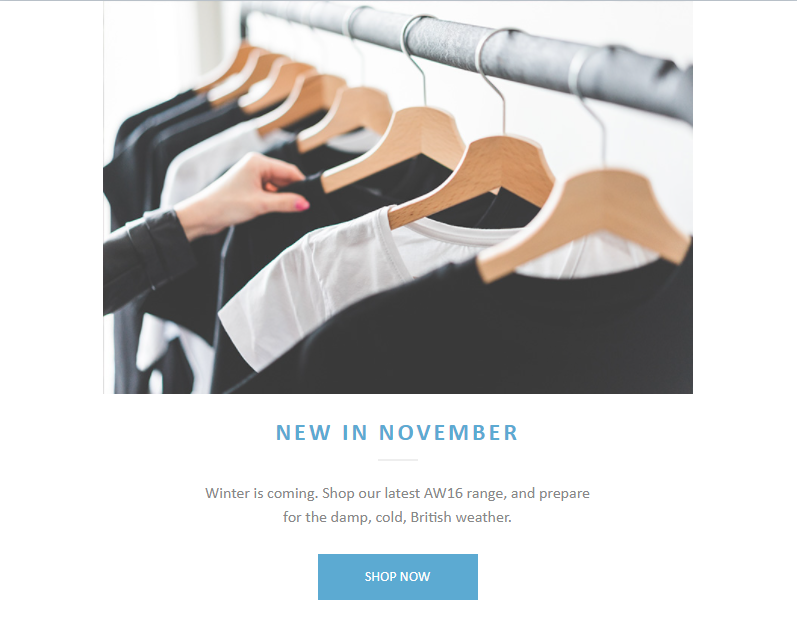 NEW IN NOVEMBER
Winter is coming. Shop our latest AW16 range, and prepare
for the damp, cold, British weather.
SHOP NOW